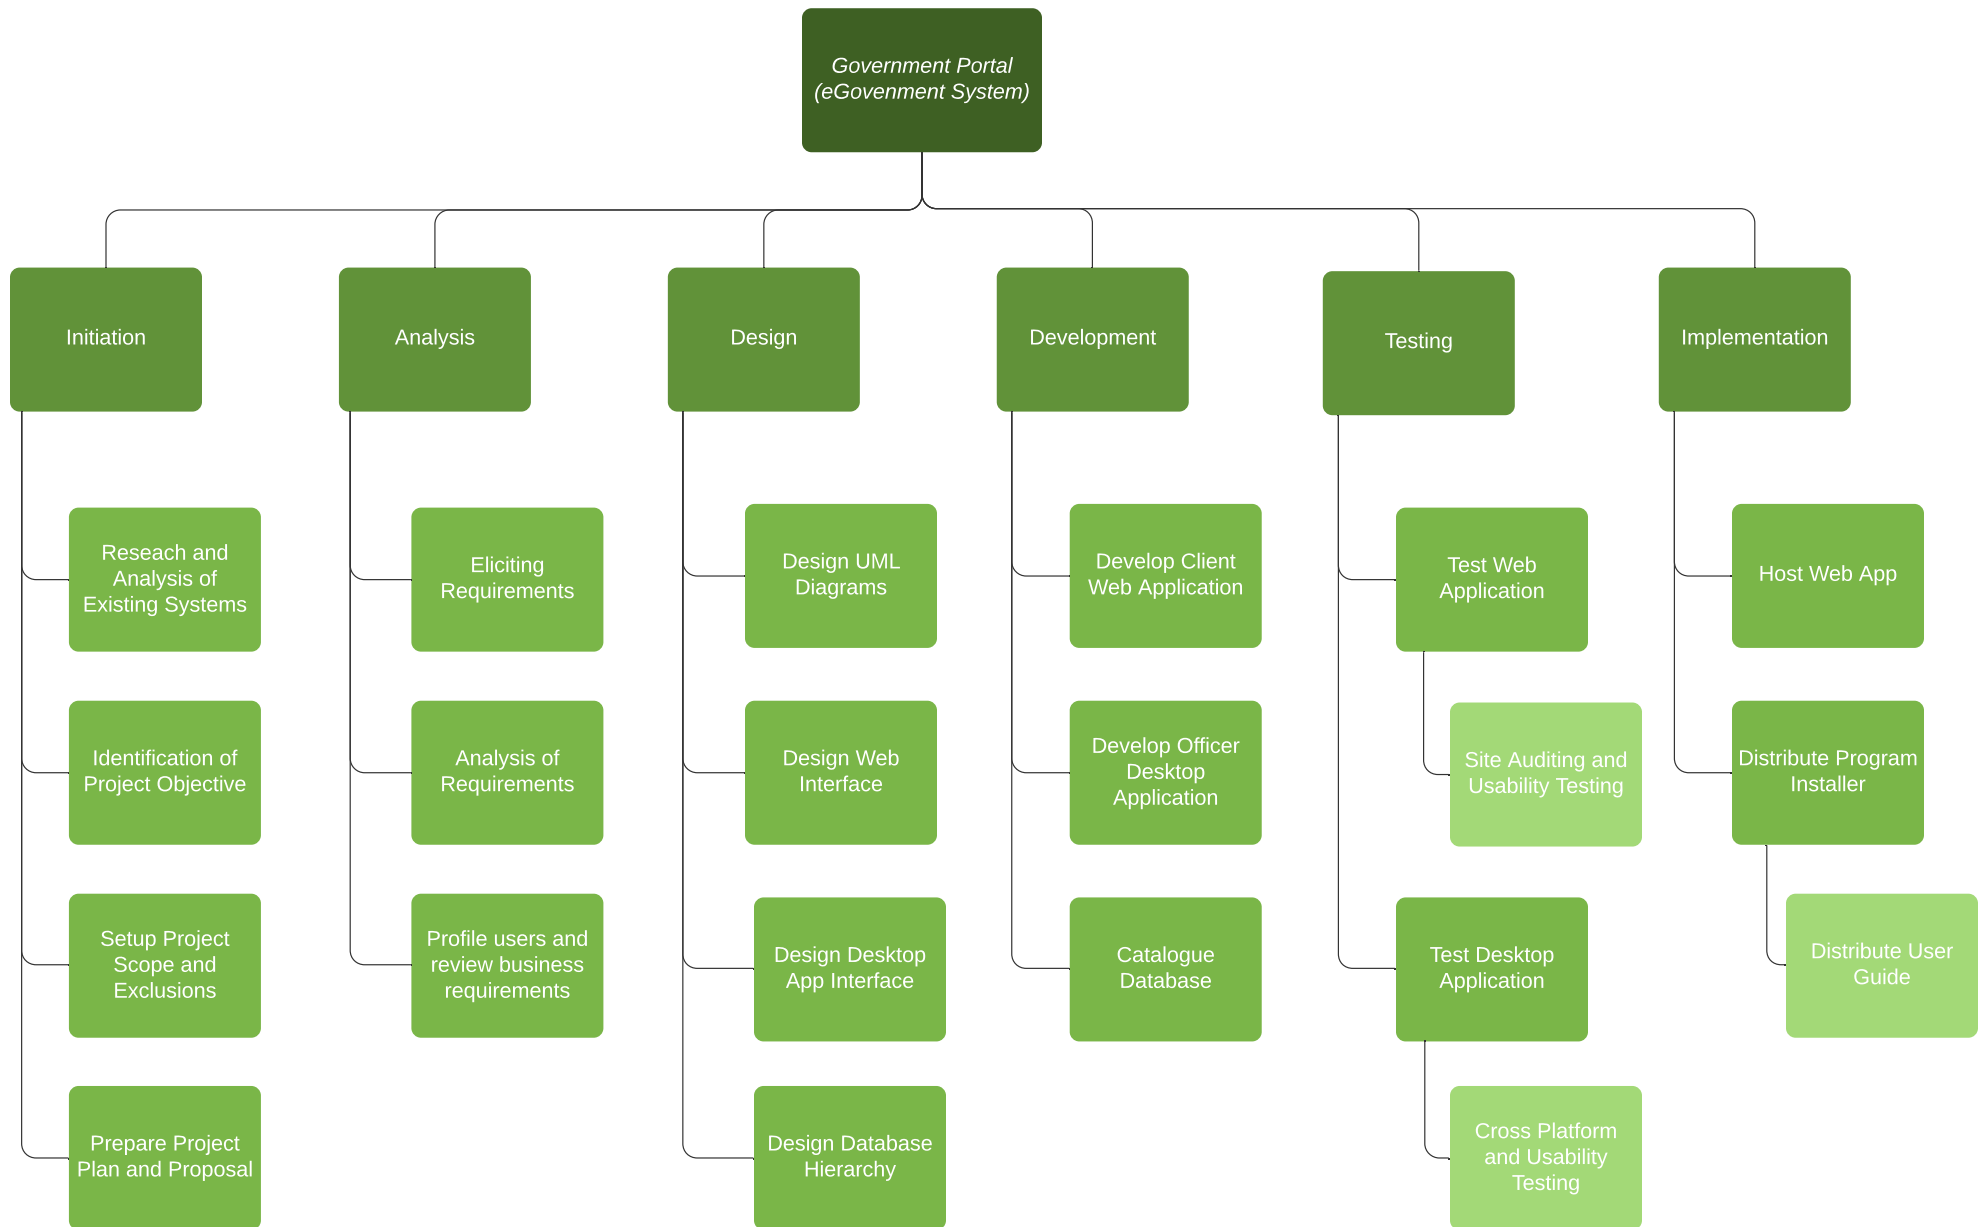 Government Portal
(eGovenment System)
Initiation
Analysis
Design
Development
Testing
Implementation
Reseach and
Analysis of
Existing Systems
Identification of
Project Objective
Setup Project
Scope and
Exclusions
Prepare Project
Plan and Proposal
Eliciting
Requirements
Analysis of
Requirements
Profile users and
review business
requirements
Design UML
Diagrams
Design Web
Interface
Design Desktop
App Interface
Design Database
Hierarchy
Develop Client
Web Application
Develop Officer
Desktop
Application
Catalogue
Database
Test Web
Application
Site Auditing and
Usability Testing
Test Desktop
Application
Cross Platform
and Usability
Testing
Host Web App
Distribute Program
Installer
Distribute User
Guide